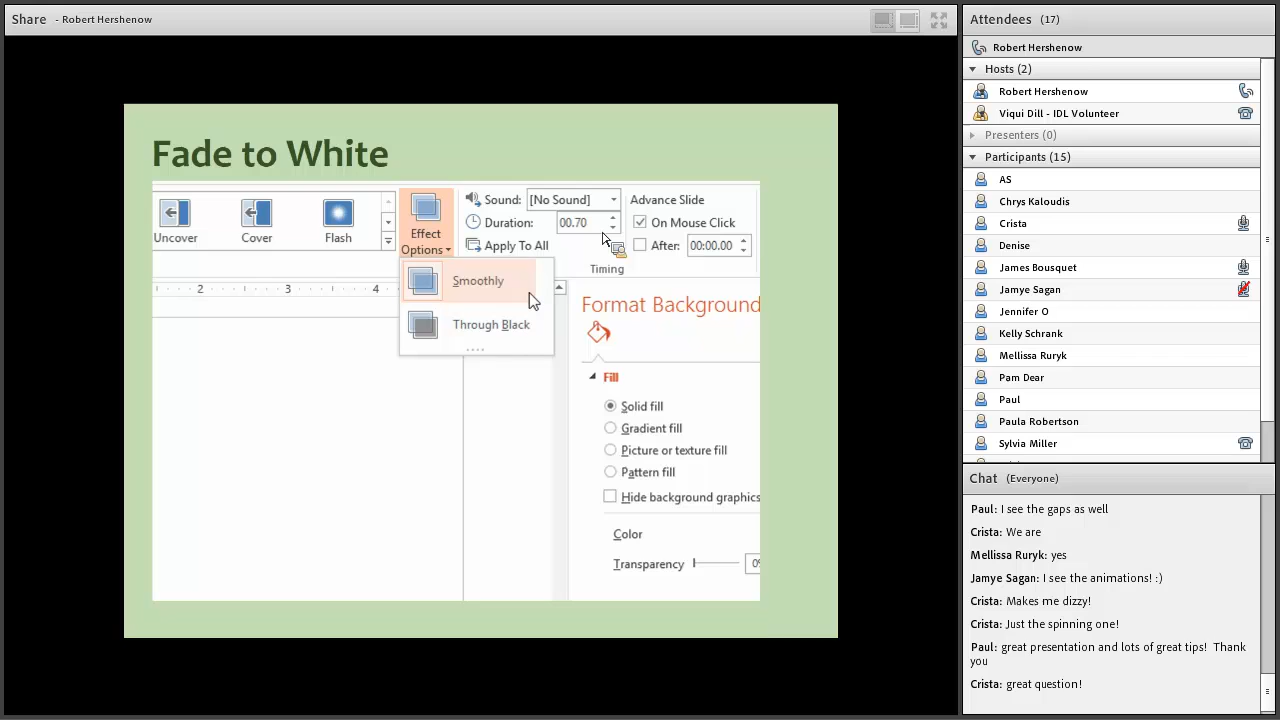 Share - Robert Hershenow
Fade to White
Uncover
Cover
Flash
Effect
Options
Sound: [No Sound]
Duration: 00.70
Apply To All
Advance Slide
On Mouse Click
After: 00:00.00
Timing
Smoothly
Through Black
2 3 4
Format Background
Fill
Solid fill
Gradient fill
Picture or texture fill
Pattern fill
Hide background graphics
Color
Transparency
Attendees (17)
Robert Hershenow
Hosts (2)
Robert Hershenow
Viqui Dill - IDL Volunteer
Presenters (0)
Participants (15)
AS
Chrys Kaloudis
Crista
Denise
James Bousquet
Jamye Sagan
Jennifer O
Kelly Schrank
Mellissa Ruryk
Pam Dear
Paul
Paula Robertson
Sylvia Miller
Chat (Everyone)
Paul: I see the gaps as well
Crista: We are
Mellissa Ruryk: yes
Jamye Sagan: I see the animations! :)
Crista: Makes me dizzy!
Crista: Just the spinning one!
Paul: great presentation and lots of great tips! Thank
you
Crista: great question!